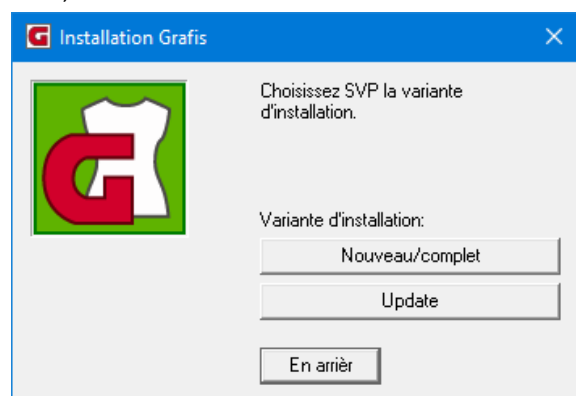 Installation Grafis
Choisissez SVP la variante
d'installation.
Variante d'installation:
Nouveau/complet
Update
En arrièr